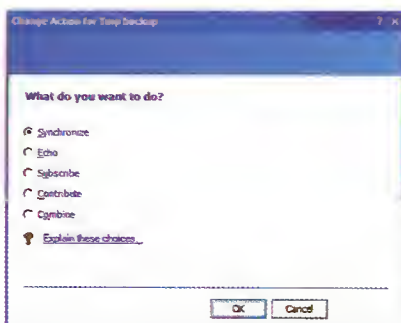 Change Action for Temp backup
What do you want to do?
Synchronize
Echo
Subscribe
Contribute
Combine
Explain these choices...
OK
Cancel